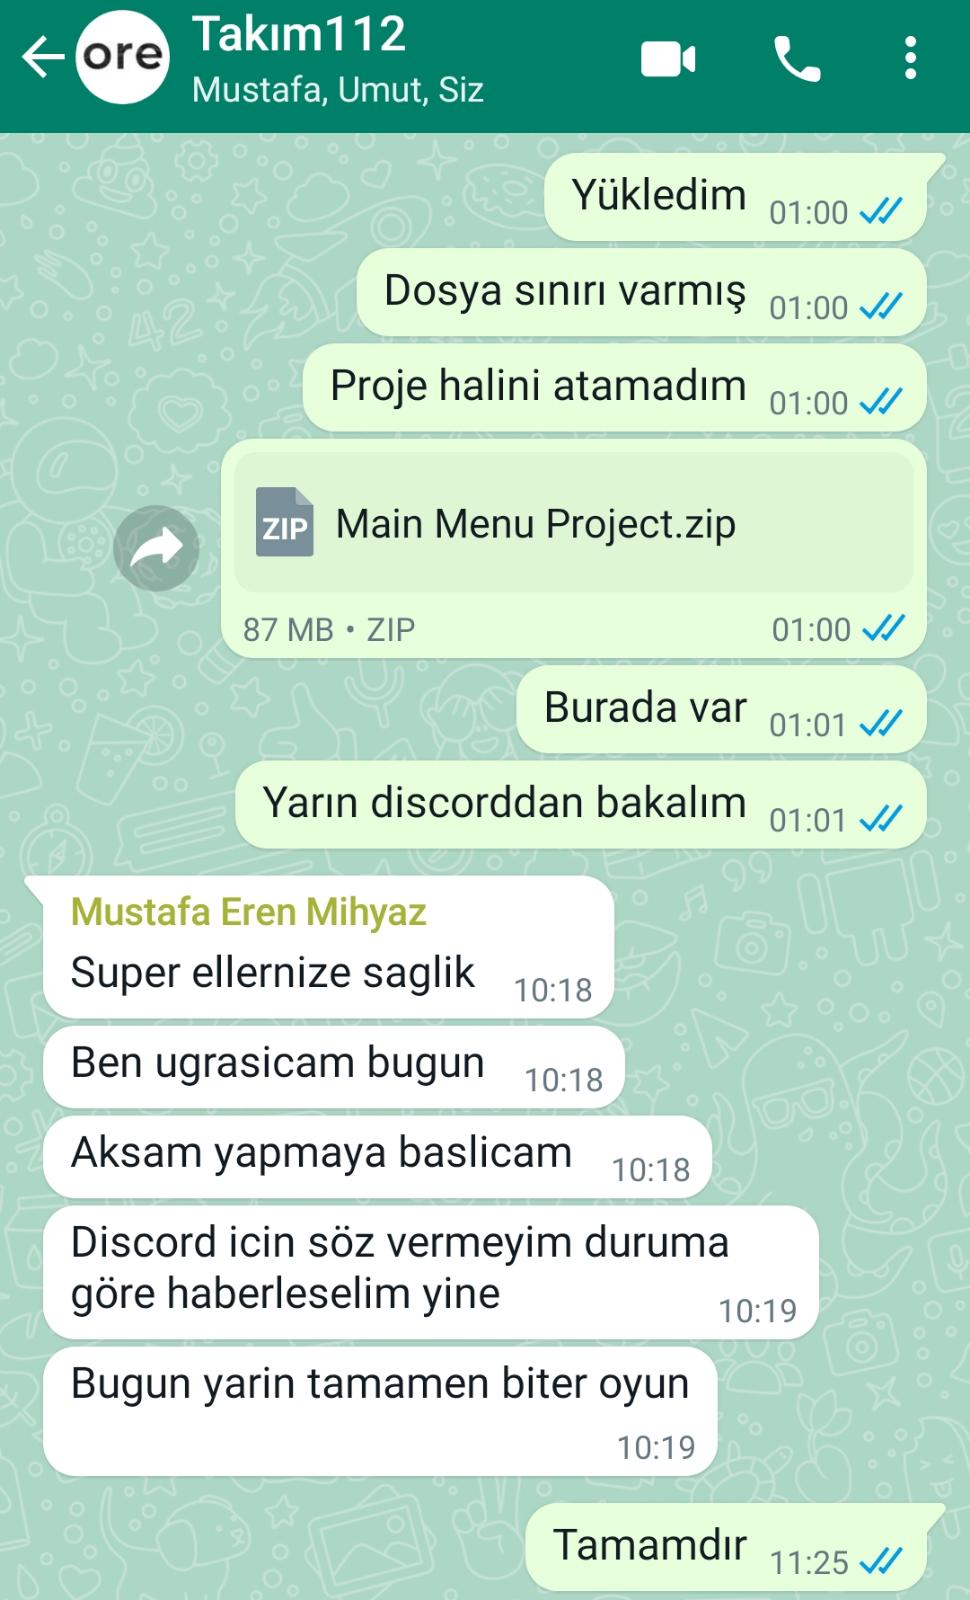 ore
Takım112
Mustafa, Umut, Siz
Yükledim 01:00
Dosya sınırı varmış 01:00
Proje halini atamadım 01:00
ZIP Main Menu Project.zip
87 MB • ZIP 01:00
Burada var 01:01
Yarın discorddan bakalım 01:01
Mustafa Eren Mihyaz
Super ellernize saglik 10:18
Ben ugrasicam bugun 10:18
Aksam yapmaya baslicam 10:18
Discord icin söz vermeyim duruma
göre haberleselim yine 10:19
Bugun yarin tamamen biter oyun
10:19
Tamamdır 11:25